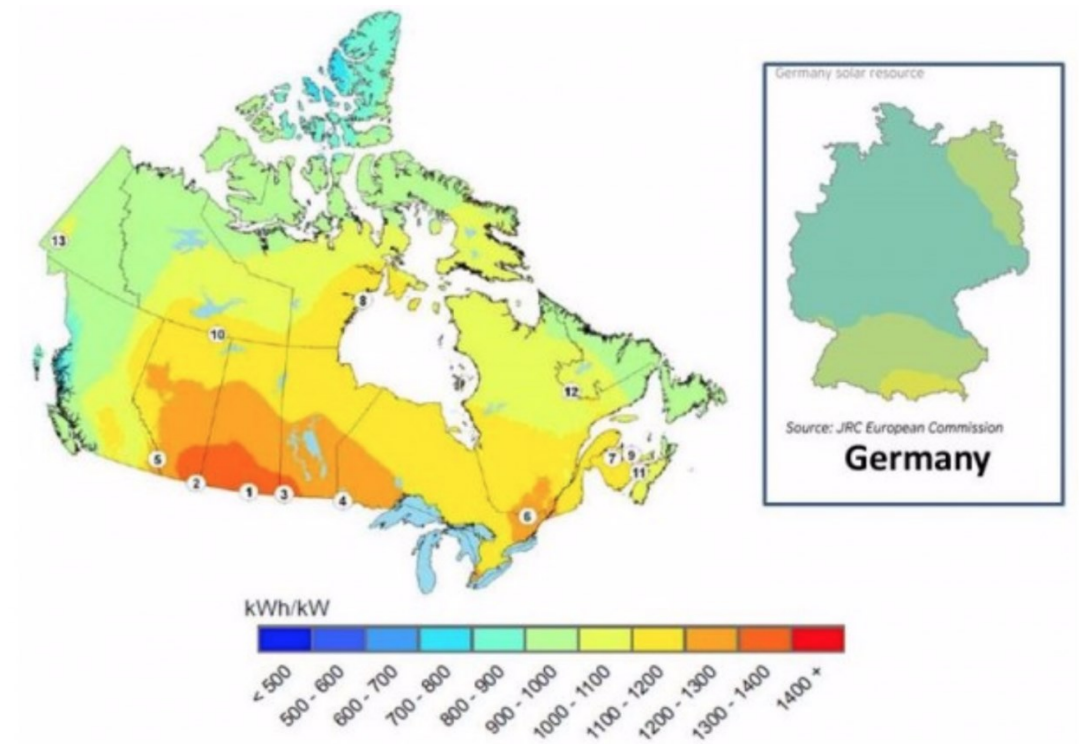 Germany solar resource
13
8
10
12
5
7
9
11
2
1
3
4
6
Source: JRC European Commission
Germany
kWh/kW
< 500
500 - 600
600 - 700
700 - 800
800 - 900
900 - 1000
1000 - 1100
1100 - 1200
1200 - 1300
1300 - 1400
1400 +